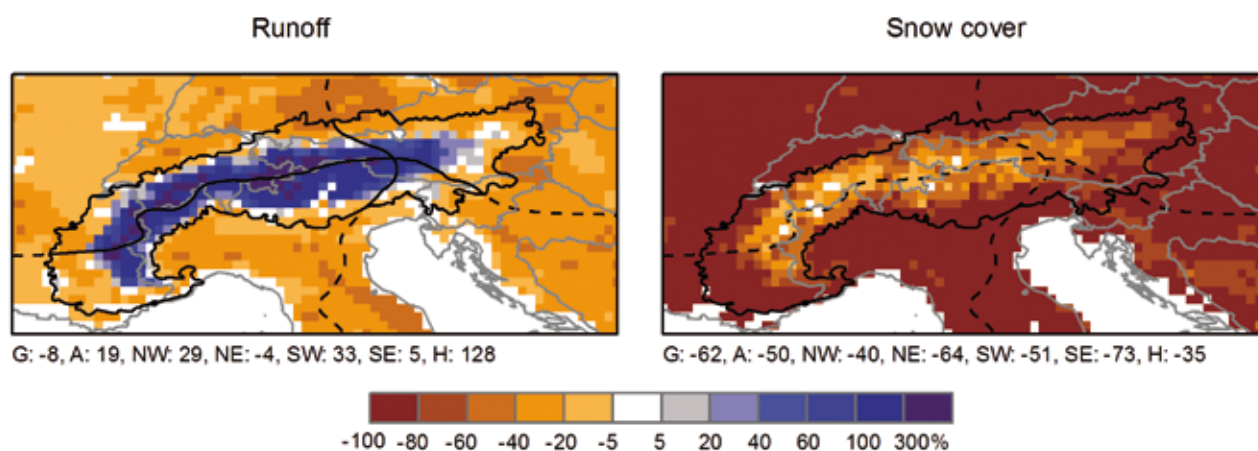 Runoff Snow cover
G: -8, A: 19, NW: 29, NE: -4, SW: 33, SE: 5, H: 128 G: -62, A: -50, NW: -40, NE: -64, SW: -51, SE: -73, H: -35
-100 -80 -60 -40 -20 -5 5 20 40 60 100 300%